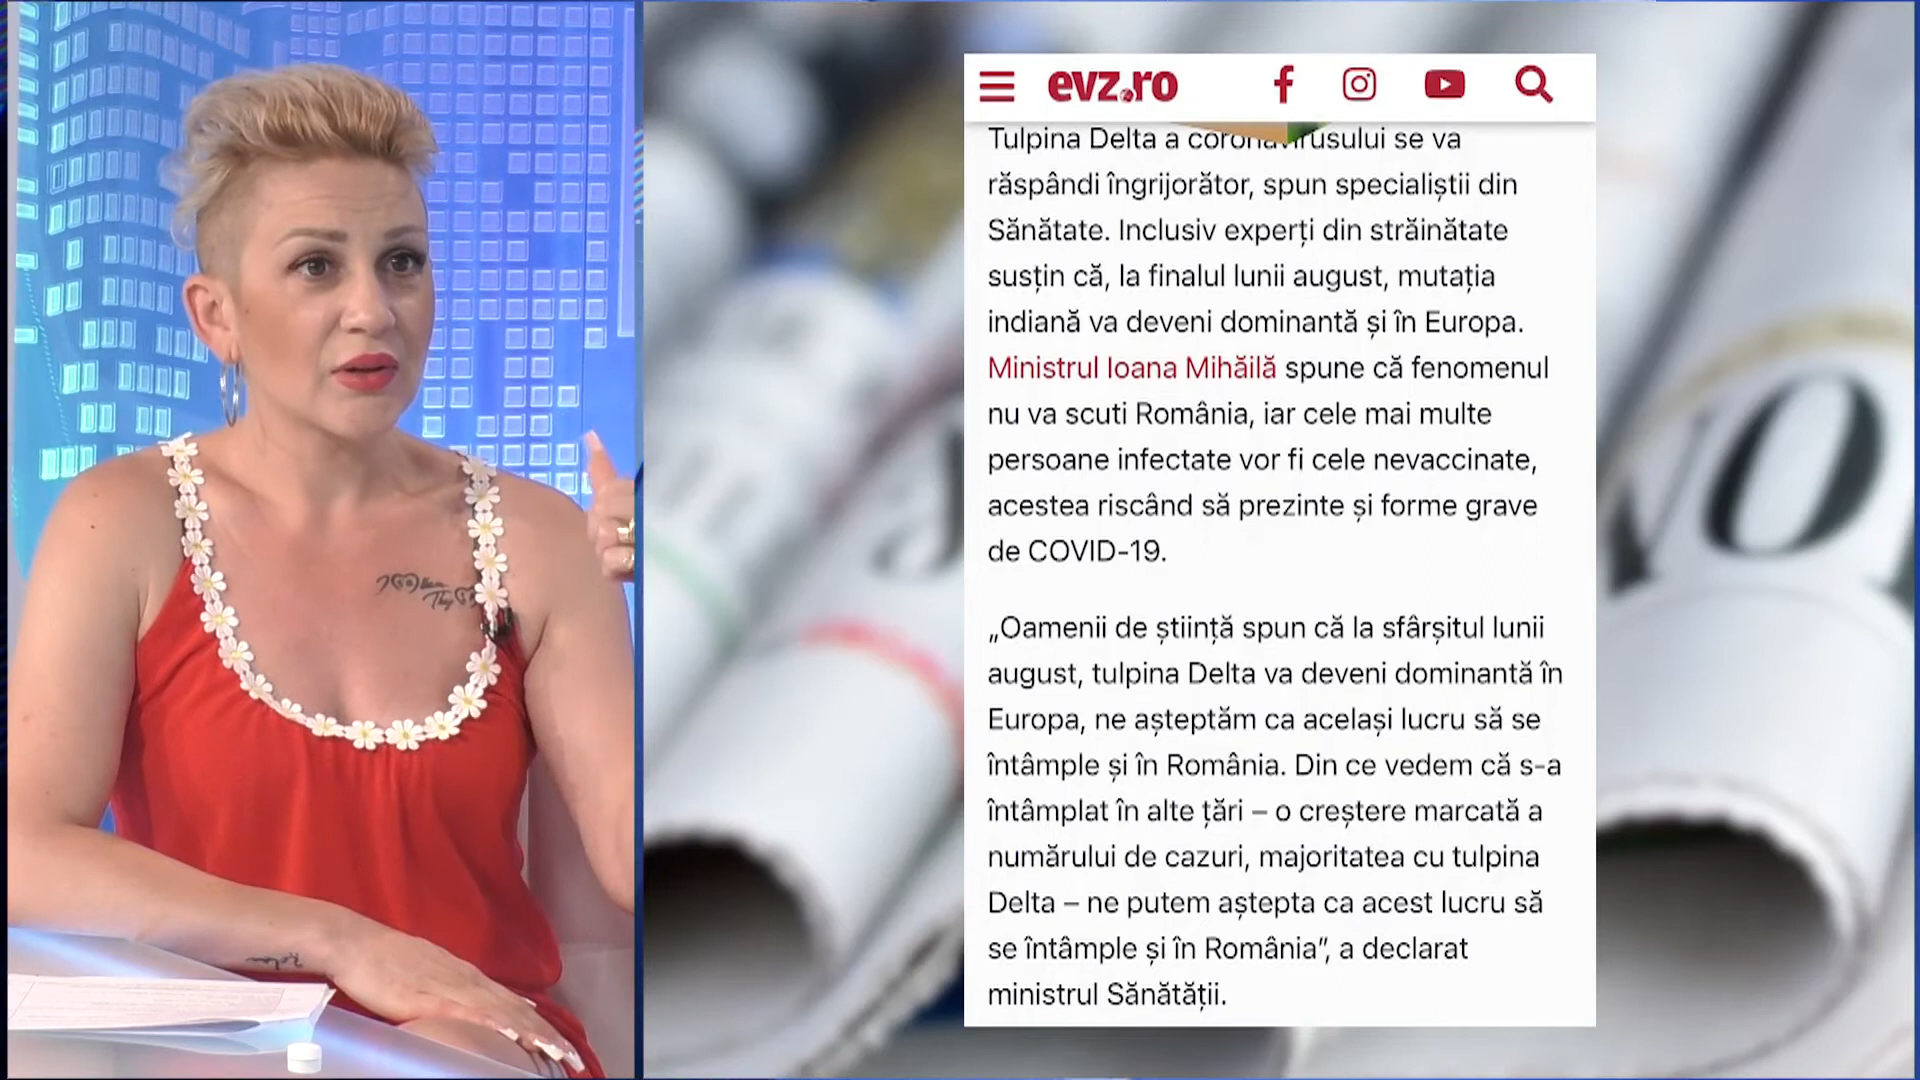 evz.ro
Tulpina Delta a coronavirusului se va
răspândi îngrijorător, spun specialiștii din
Sănătate. Inclusiv experți din străinătate
susțin că, la finalul lunii august, mutația
indiană va deveni dominantă și în Europa.
Ministrul Ioana Mihăilă spune că fenomenul
nu va scuti România, iar cele mai multe
persoane infectate vor fi cele nevaccinate,
acestea riscând să prezinte și forme grave
de COVID-19.
„Oamenii de știință spun că la sfârșitul lunii
august, tulpina Delta va deveni dominantă în
Europa, ne așteptăm ca același lucru să se
întâmple și în România. Din ce vedem că s-a
întâmplat în alte țări – o creștere marcată a
numărului de cazuri, majoritatea cu tulpina
Delta – ne putem aștepta ca acest lucru să
se întâmple și în România”, a declarat
ministrul Sănătății.